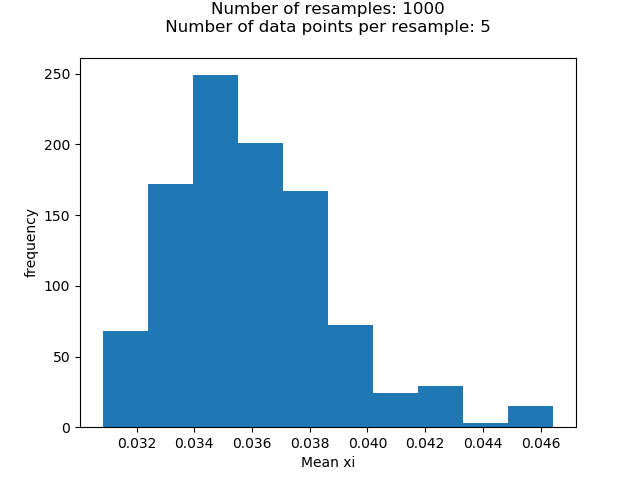 Number of resamples: 1000
Number of data points per resample: 5
250
200
150
100
50
0
frequency
0.032 0.034 0.036 0.038 0.040 0.042 0.044 0.046
Mean xi